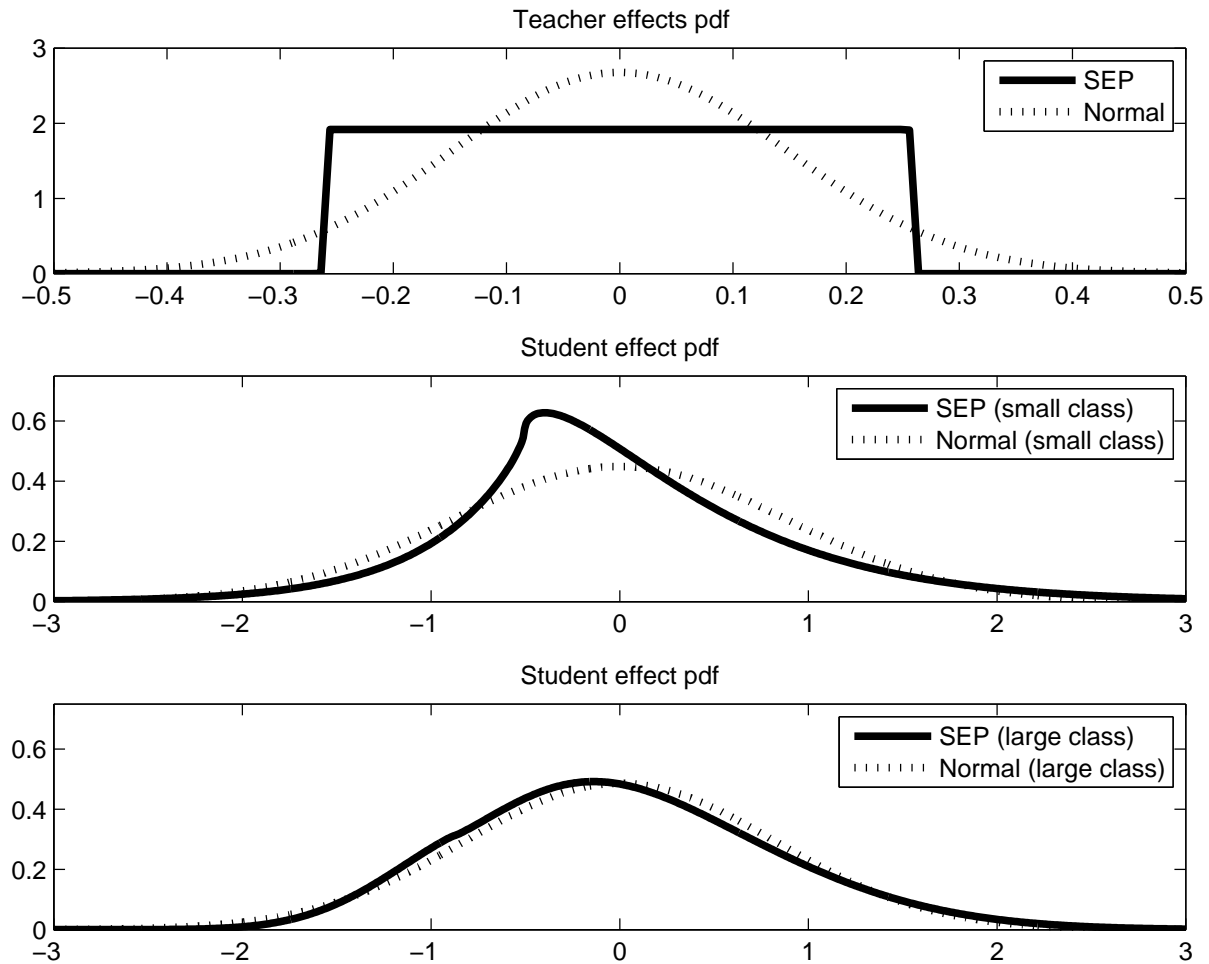 Teacher effects pdf
3
2
1
0
SEP
Normal
−0.5 −0.4 −0.3 −0.2 −0.1 0 0.1 0.2 0.3 0.4 0.5
Student effect pdf
0.6
0.4
0.2
0
SEP (small class)
Normal (small class)
−3 −2 −1 0 1 2 3
Student effect pdf
0.6
0.4
0.2
0
SEP (large class)
Normal (large class)
−3 −2 −1 0 1 2 3